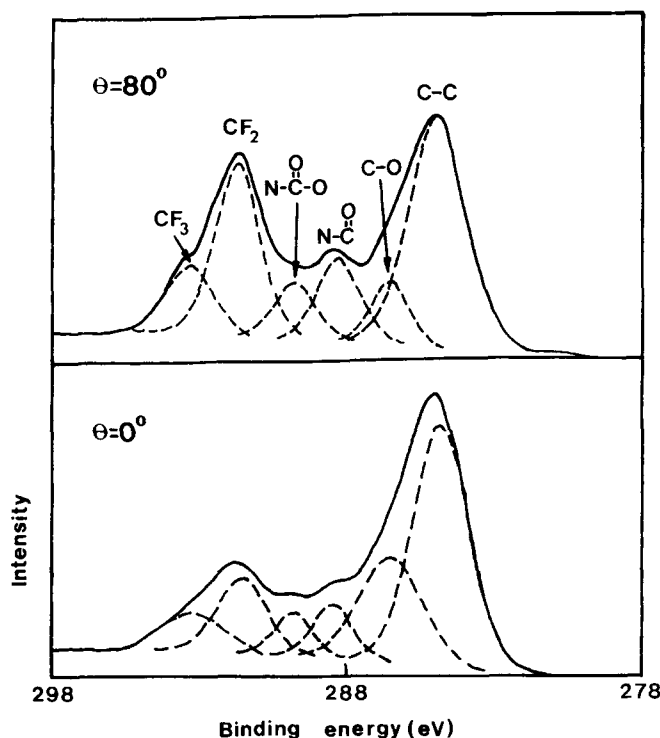 Θ=80°
C-C
CF₂
O
N-C-O
C-O
O
N-C
CF₃
Θ=0°
Intensity
298
288
278
Binding energy (eV)